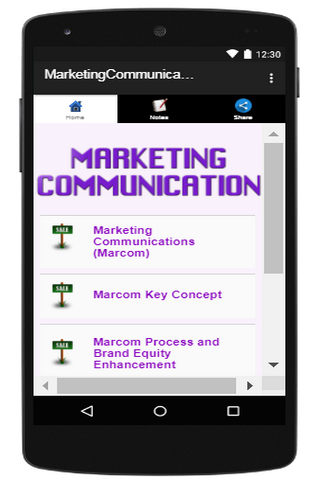 12:30
MarketingCommunica...
Home
Notes
Share
MARKETING
COMMUNICATION
SALE
Marketing
Communications
(Marcom)
SALE
Marcom Key Concept
SALE
Marcom Process and
Brand Equity
Enhancement